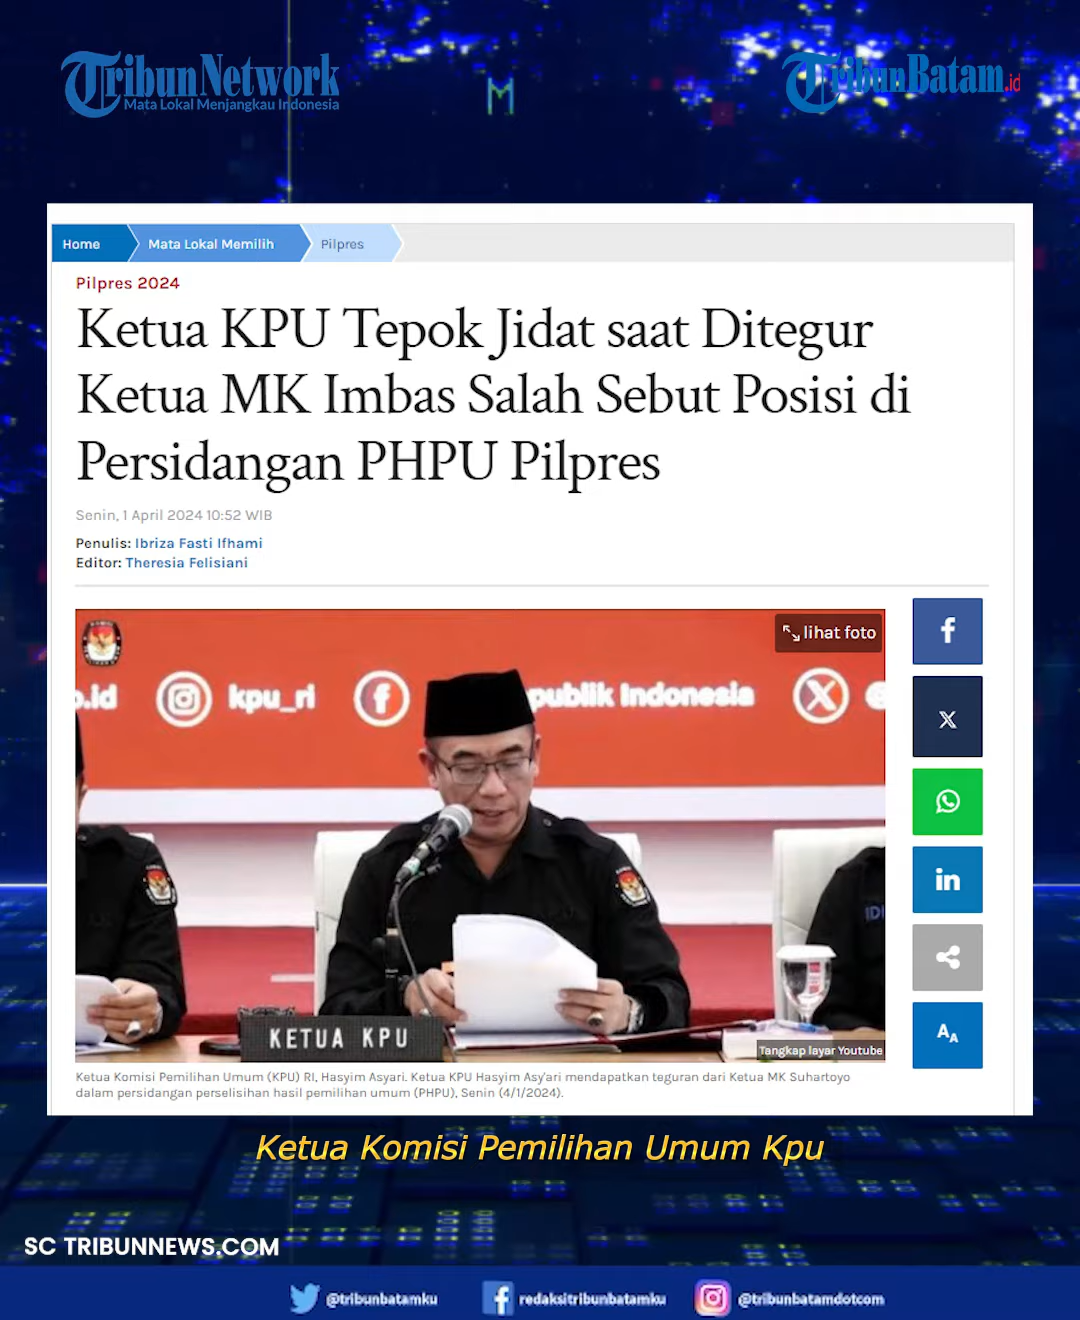 TribunNetwork
Mata Lokal Menjangkau Indonesia
M
TribunBatam.id
Home
Mata Lokal Memilih
Pilpres
Pilpres 2024
Ketua KPU Tepok Jidat saat Ditegur
Ketua MK Imbas Salah Sebut Posisi di
Persidangan PHPU Pilpres
Senin, 1 April 2024 10:52 WIB
Penulis: Ibriza Fasti Ifhami
Editor: Theresia Felisiani
lihat foto
.id
kpu_ri
publik Indonesia
KETUA KPU
Tangkap layar Youtube
Ketua Komisi Pemilihan Umum (KPU) RI, Hasyim Asyari. Ketua KPU Hasyim Asy'ari mendapatkan teguran dari Ketua MK Suhartoyo
dalam persidangan perselisihan hasil pemilihan umum (PHPU), Senin (4/1/2024).
Ketua Komisi Pemilihan Umum Kpu
SC TRIBUNNEWS.COM
@tribunbatamku
redaksitribunbatamku
@tribunbatamdotcom